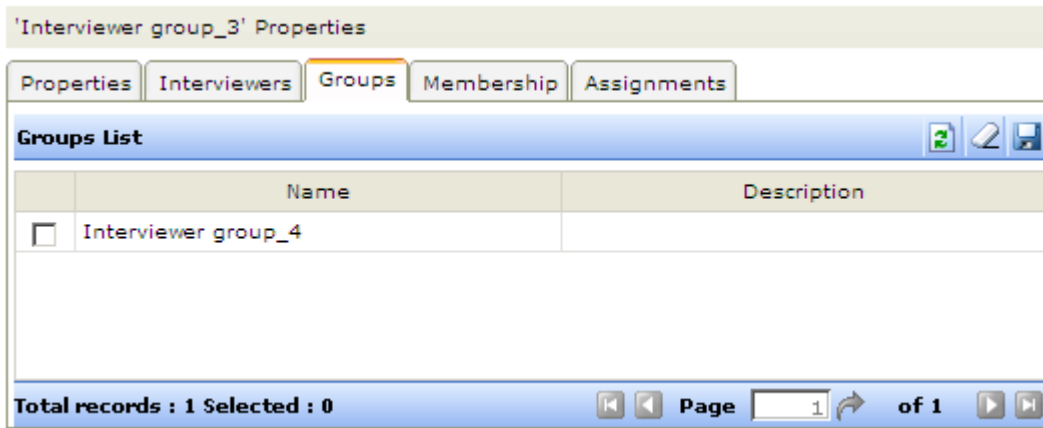 'Interviewer group_3' Properties
Properties Interviewers Groups Membership Assignments
Groups List
Name Description
Interviewer group_4
Total records : 1 Selected : 0 Page 1 of 1